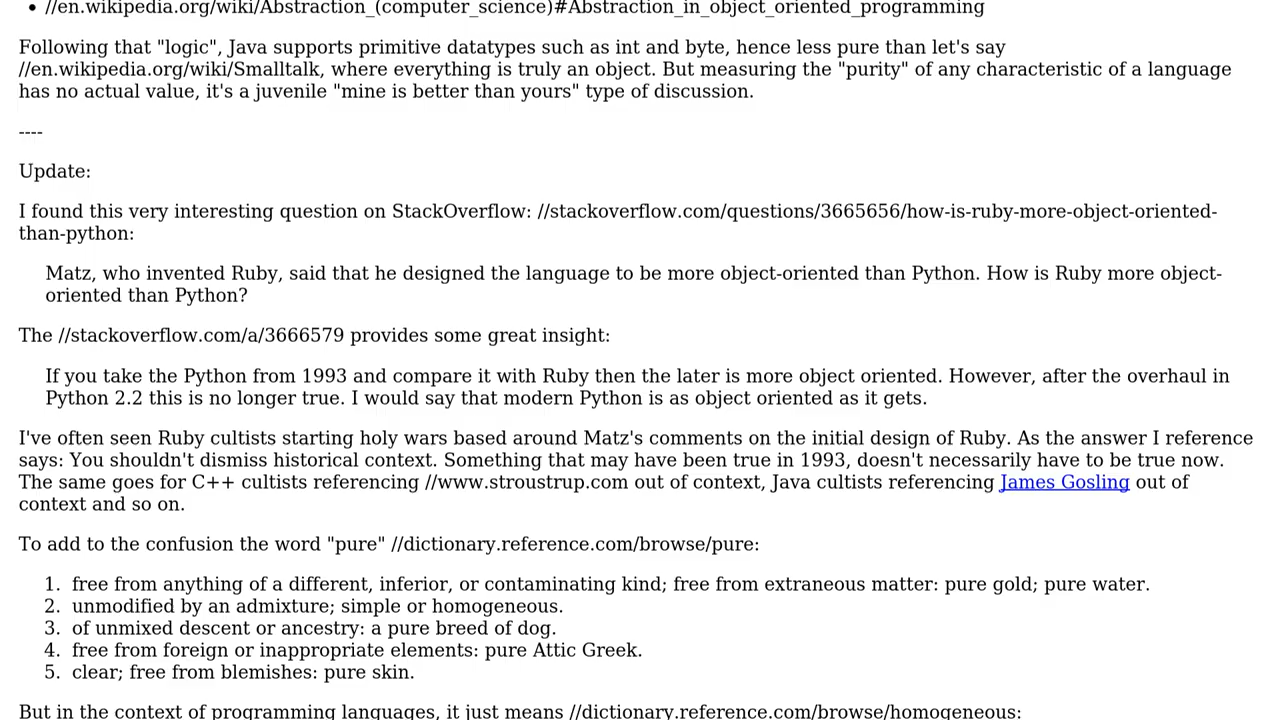 • //en.wikipedia.org/wiki/Abstraction_(computer_science)#Abstraction_in_object_oriented_programming
Following that "logic", Java supports primitive datatypes such as int and byte, hence less pure than let's say
//en.wikipedia.org/wiki/Smalltalk, where everything is truly an object. But measuring the "purity" of any characteristic of a language
has no actual value, it's a juvenile "mine is better than yours" type of discussion.
----
Update:
I found this very interesting question on StackOverflow: //stackoverflow.com/questions/3665656/how-is-ruby-more-object-oriented-
than-python:
Matz, who invented Ruby, said that he designed the language to be more object-oriented than Python. How is Ruby more object-
oriented than Python?
The //stackoverflow.com/a/3666579 provides some great insight:
If you take the Python from 1993 and compare it with Ruby then the later is more object oriented. However, after the overhaul in
Python 2.2 this is no longer true. I would say that modern Python is as object oriented as it gets.
I've often seen Ruby cultists starting holy wars based around Matz's comments on the initial design of Ruby. As the answer I reference
says: You shouldn't dismiss historical context. Something that may have been true in 1993, doesn't necessarily have to be true now.
The same goes for C++ cultists referencing //www.stroustrup.com out of context, Java cultists referencing James Gosling out of
context and so on.
To add to the confusion the word "pure" //dictionary.reference.com/browse/pure:
1. free from anything of a different, inferior, or contaminating kind; free from extraneous matter: pure gold; pure water.
2. unmodified by an admixture; simple or homogeneous.
3. of unmixed descent or ancestry: a pure breed of dog.
4. free from foreign or inappropriate elements: pure Attic Greek.
5. clear; free from blemishes: pure skin.
But in the context of programming languages, it just means //dictionary.reference.com/browse/homogeneous: